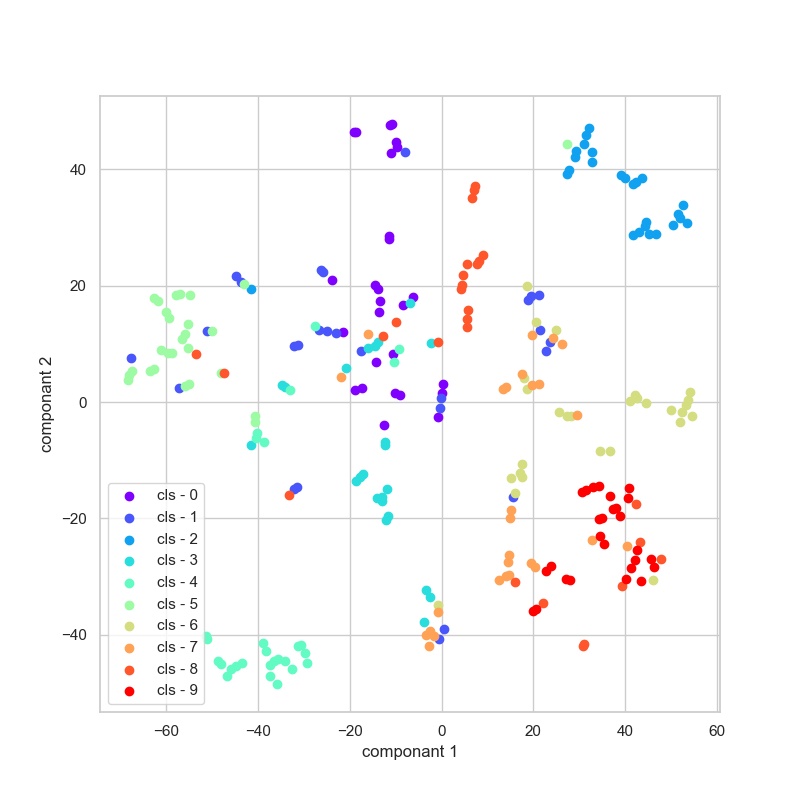 40
20
0
−20
−40
componant 2
cls - 0
cls - 1
cls - 2
cls - 3
cls - 4
cls - 5
cls - 6
cls - 7
cls - 8
cls - 9
−60 −40 −20 0 20 40 60
componant 1